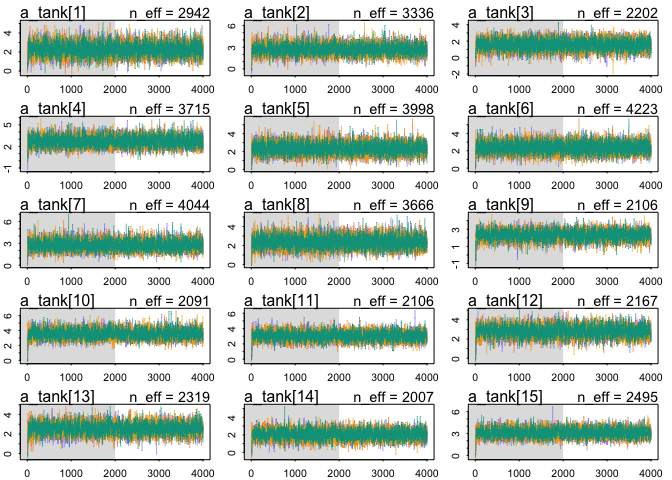 a_tank[1] n_eff = 2942 a_tank[2] n_eff = 3336 a_tank[3] n_eff = 2202
0 2 4
0 3 6
-2 0 2 4
0 1000 2000 3000 4000 0 1000 2000 3000 4000 0 1000 2000 3000 4000
a_tank[4] n_eff = 3715 a_tank[5] n_eff = 3998 a_tank[6] n_eff = 4223
-1 2 5
0 2 4
0 2 4
0 1000 2000 3000 4000 0 1000 2000 3000 4000 0 1000 2000 3000 4000
a_tank[7] n_eff = 4044 a_tank[8] n_eff = 3666 a_tank[9] n_eff = 2106
0 3 6
0 2 4
-1 1 3
0 1000 2000 3000 4000 0 1000 2000 3000 4000 0 1000 2000 3000 4000
a_tank[10] n_eff = 2091 a_tank[11] n_eff = 2106 a_tank[12] n_eff = 2167
0 2 4 6
0 2 4 6
0 2 4
0 1000 2000 3000 4000 0 1000 2000 3000 4000 0 1000 2000 3000 4000
a_tank[13] n_eff = 2319 a_tank[14] n_eff = 2007 a_tank[15] n_eff = 2495
0 2 4
0 2 4
0 3 6
0 1000 2000 3000 4000 0 1000 2000 3000 4000 0 1000 2000 3000 4000